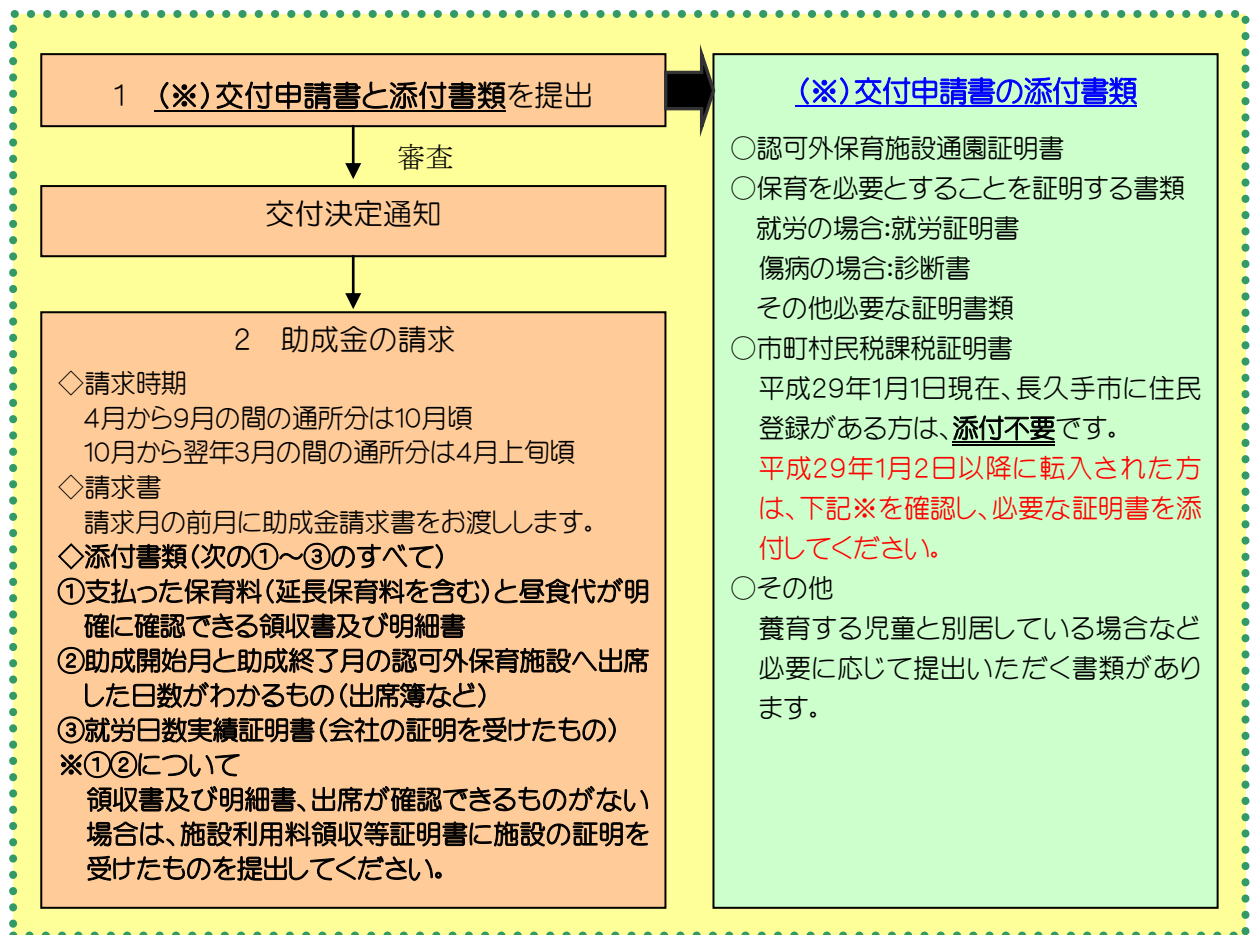 1 (※)交付申請書と添付書類を提出
審査
交付決定通知
2 助成金の請求
◇請求時期
4月から9月の間の通所分は10月頃
10月から翌年3月の間の通所分は4月上旬頃
◇請求書
請求月の前月に助成金請求書をお渡しします。
◇添付書類(次の①~③のすべて)
①支払った保育料(延長保育料を含む)と昼食代が明
確に確認できる領収書及び明細書
②助成開始月と助成終了月の認可外保育施設へ出席
した日数がわかるもの(出席簿など)
③就労日数実績証明書(会社の証明を受けたもの)
※①②について
領収書及び明細書、出席が確認できるものがない
場合は、施設利用料領収等証明書に施設の証明を
受けたものを提出してください。
(※)交付申請書の添付書類
○認可外保育施設通園証明書
○保育を必要とすることを証明する書類
就労の場合:就労証明書
傷病の場合:診断書
その他必要な証明書類
○市町村民税課税証明書
平成29年1月1日現在、長久手市に住民
登録がある方は、添付不要です。
平成29年1月2日以降に転入された方
は、下記※を確認し、必要な証明書を添
付してください。
○その他
養育する児童と別居している場合など
必要に応じて提出いただく書類があり
ます。